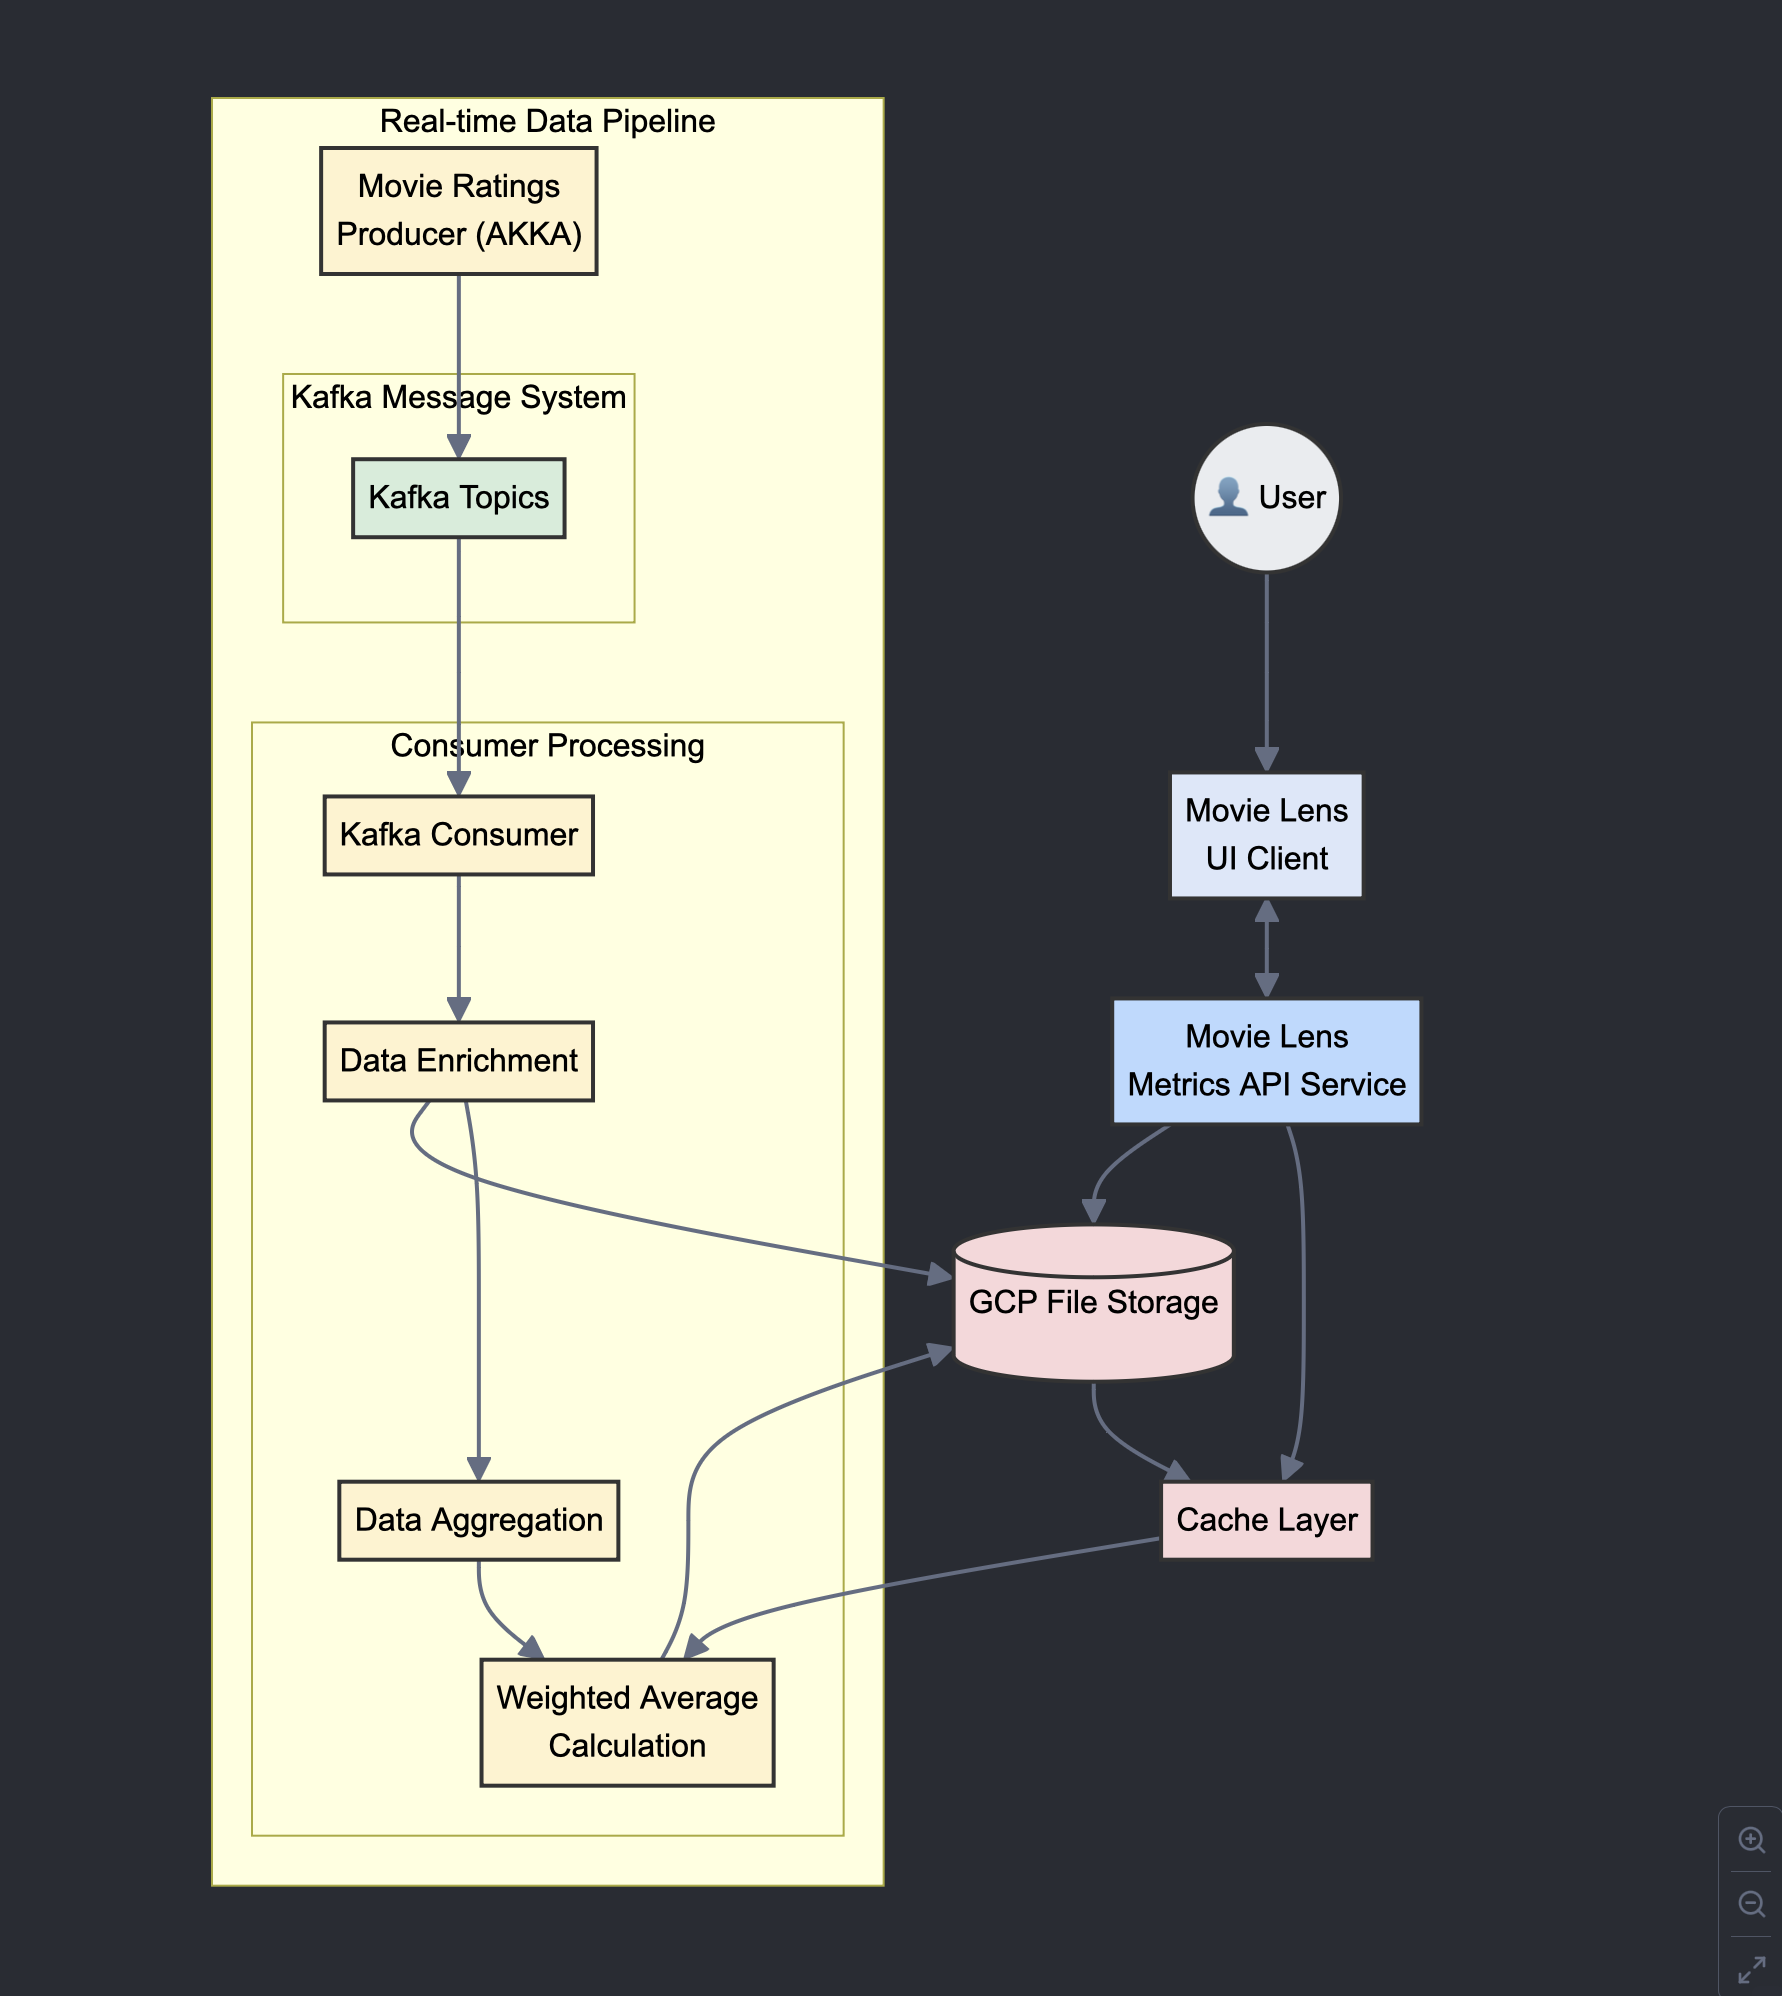 Real-time Data Pipeline
Movie Ratings
Producer (AKKA)
Kafka Message System
Kafka Topics
User
Consumer Processing
Kafka Consumer
Movie Lens
UI Client
Data Enrichment
Movie Lens
Metrics API Service
GCP File Storage
Data Aggregation
Cache Layer
Weighted Average
Calculation